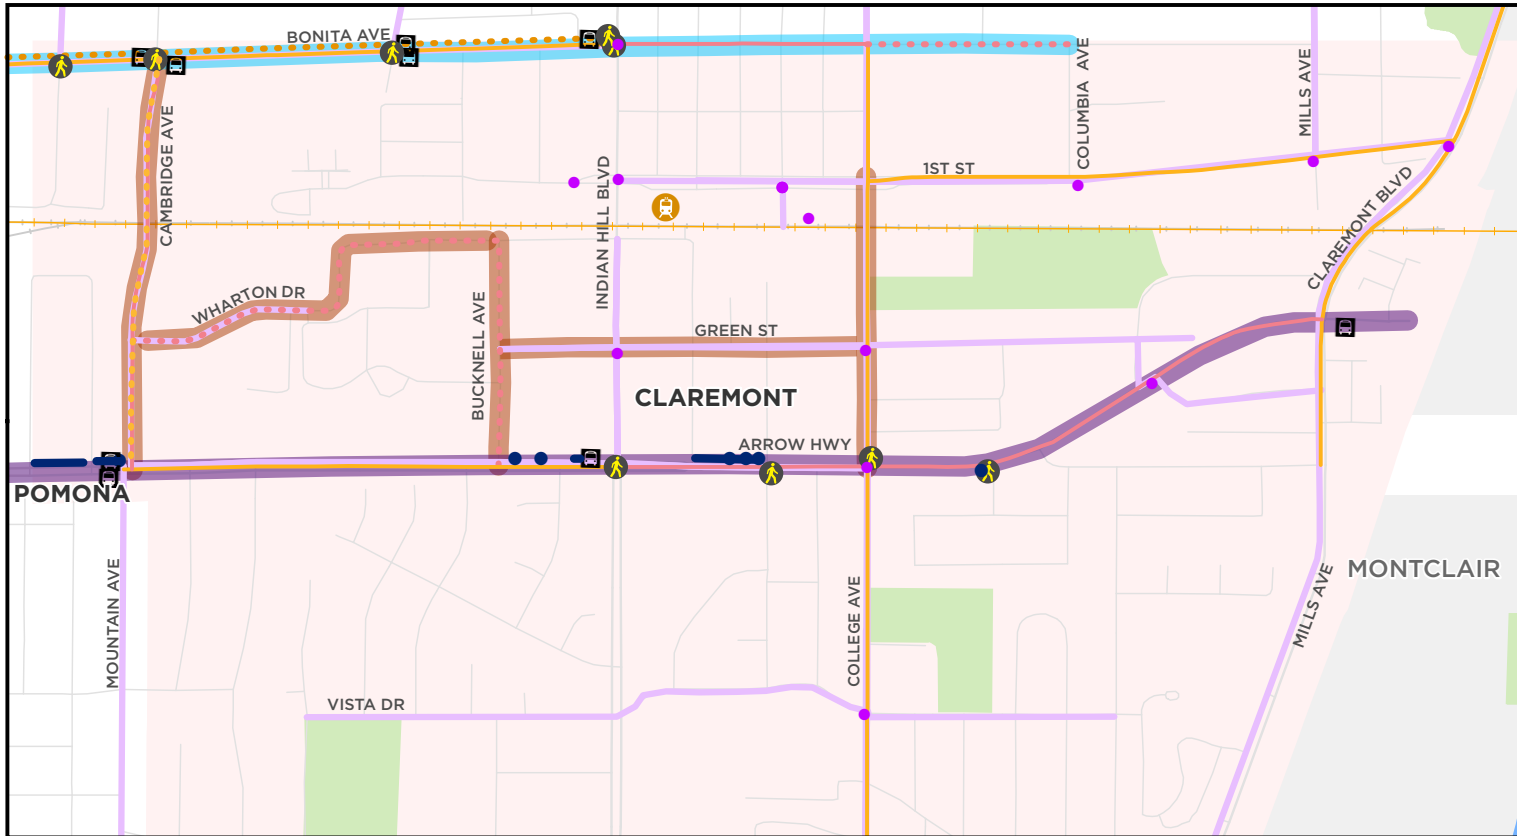 BONITA AVE
CAMBRIDGE AVE
INDIAN HILL BLVD
1ST ST
COLUMBIA AVE
MILLS AVE
CLAREMONT BLVD
WHARTON DR
BUCKNELL AVE
GREEN ST
CLAREMONT
ARROW HWY
POMONA
MOUNTAIN AVE
COLLEGE AVE
MILLS AVE
MONTCLAIR
VISTA DR